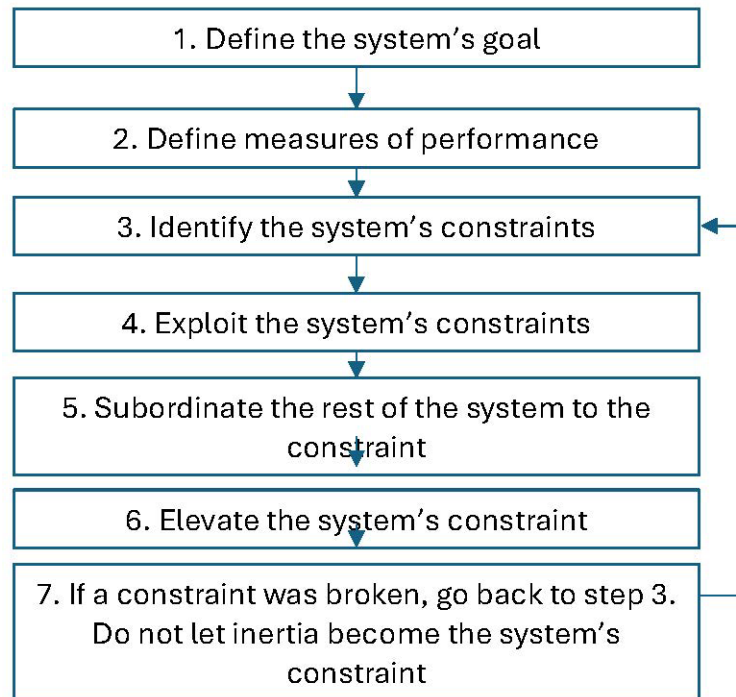 1. Define the system’s goal
2. Define measures of performance
3. Identify the system’s constraints
4. Exploit the system’s constraints
5. Subordinate the rest of the system to the
constraint
6. Elevate the system’s constraint
7. If a constraint was broken, go back to step 3.
Do not let inertia become the system’s
constraint